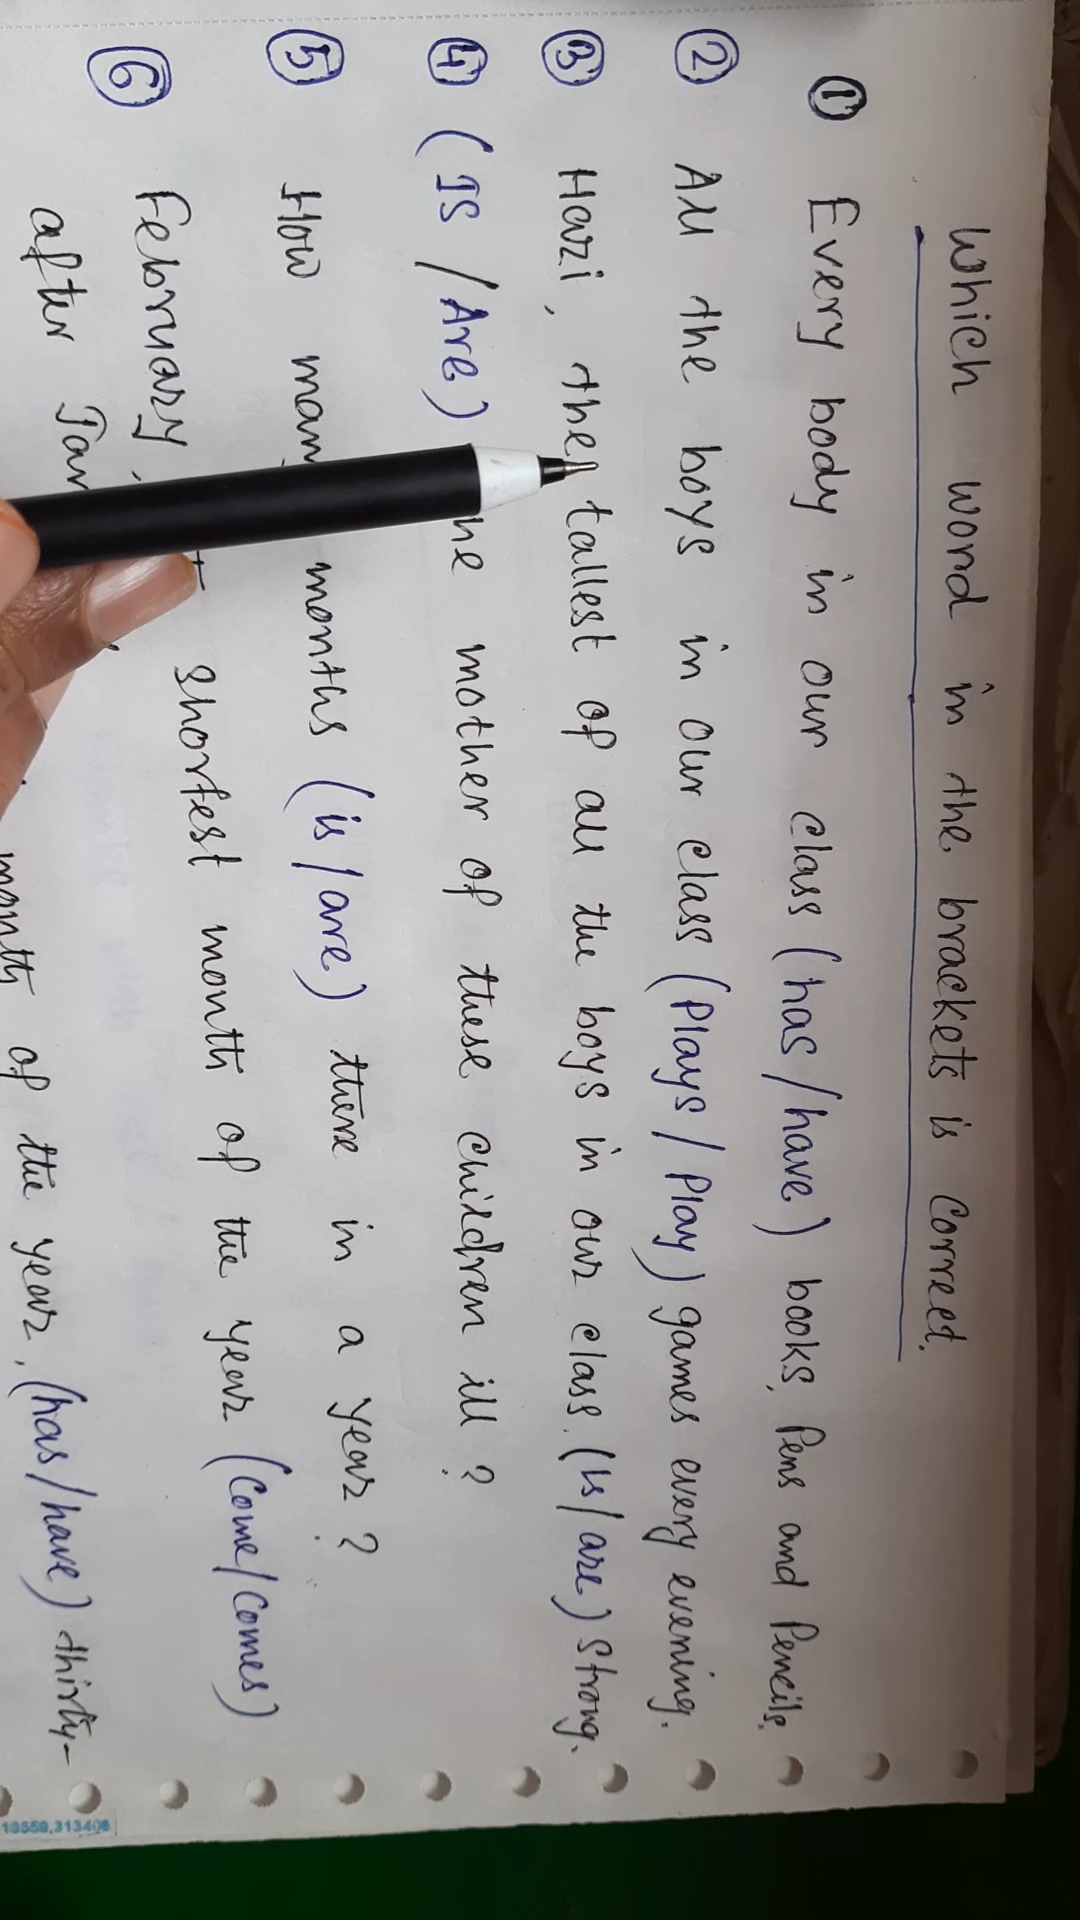 Which word in the brackets is correct.
① Every body in our class (has/have) books, Pens and Pencils.
② All the boys in our class (Plays/Play) games every evening.
③ Hari, the tallest of all the boys in our class. (is/are) strong.
④ (Is/Are) the mother of these children ill?
⑤ How many months (is/are) there in a year?
⑥ February, shortest month of the year (come/comes)
after
month of the year, (has/have) thirty-
13559,313406